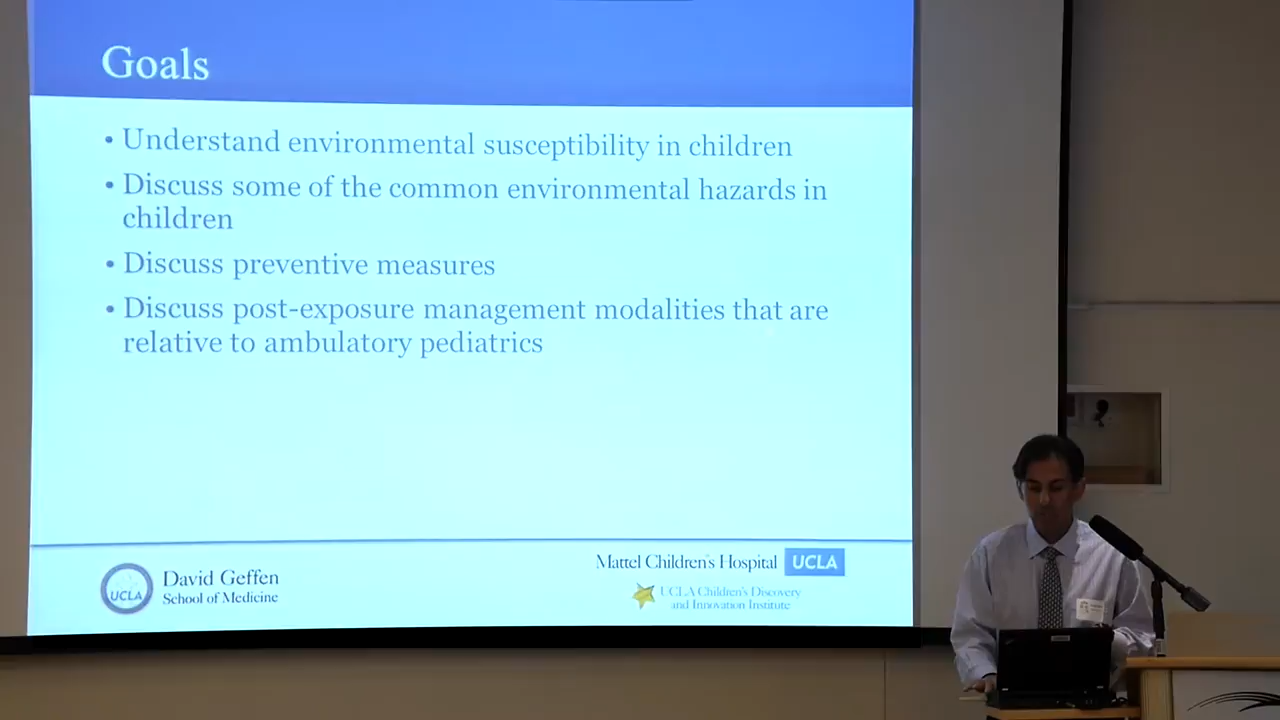 Goals
• Understand environmental susceptibility in children
• Discuss some of the common environmental hazards in
children
• Discuss preventive measures
• Discuss post-exposure management modalities that are
relative to ambulatory pediatrics
UCLA
David Geffen
School of Medicine
Mattel Children's Hospital UCLA
UCLA Children's Discovery
and Innovation Institute